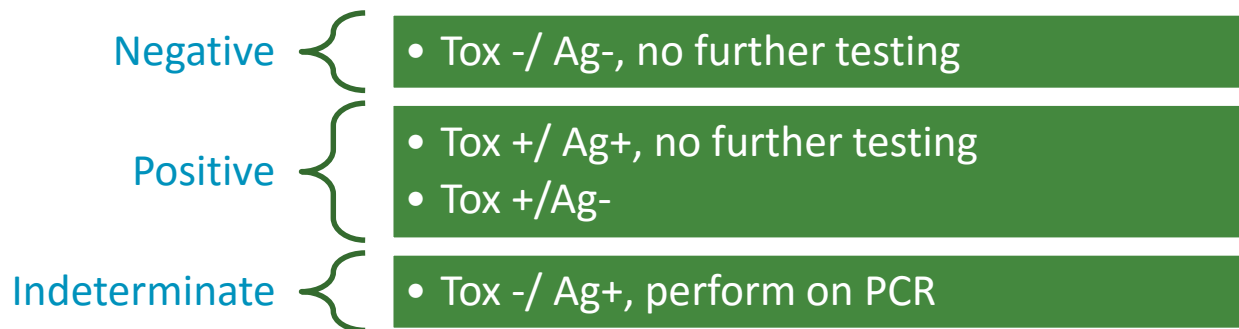 Negative
• Tox -/ Ag-, no further testing
Positive
• Tox +/ Ag+, no further testing
• Tox +/Ag-
Indeterminate
• Tox -/ Ag+, perform on PCR